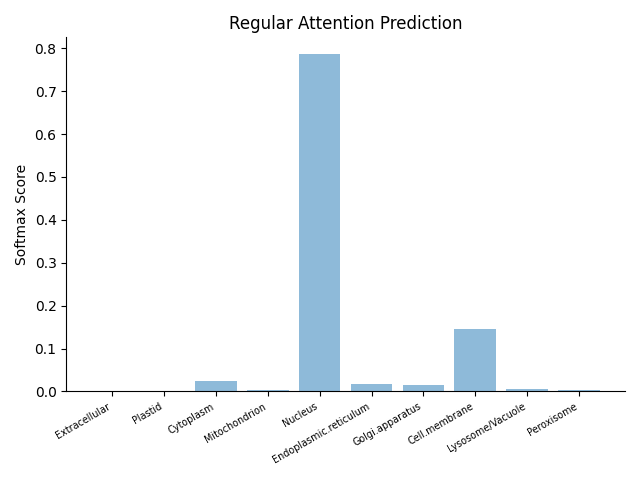 Regular Attention Prediction
Softmax Score
0.8
0.7
0.6
0.5
0.4
0.3
0.2
0.1
0.0
Extracellular
Plastid
Cytoplasm
Mitochondrion
Nucleus
Endoplasmic.reticulum
Golgi.apparatus
Cell.membrane
Lysosome/Vacuole
Peroxisome